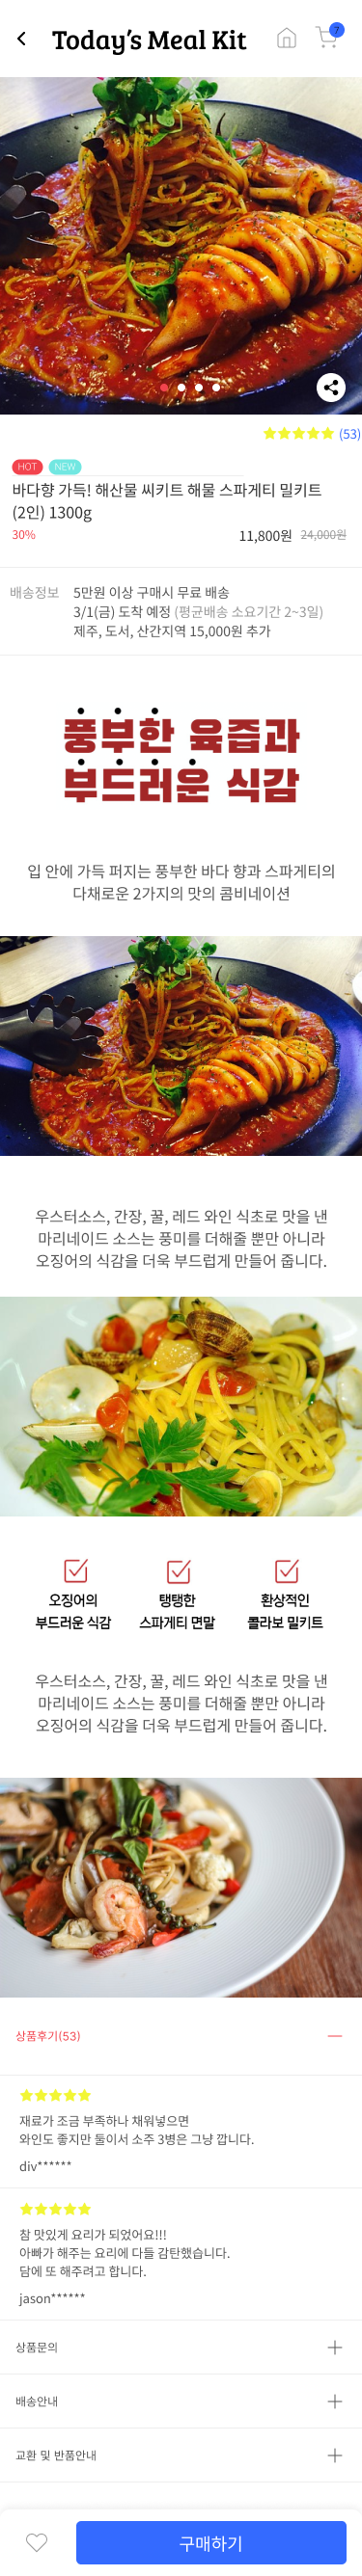 Today's Meal Kit
7
(53)
HOT NEW
바다향 가득! 해산물 씨키트 해물 스파게티 밀키트
(2인) 1300g
30% 11,800원 24,000원
배송정보 5만원 이상 구매시 무료 배송
3/1(금) 도착 예정 (평균배송 소요기간 2~3일)
제주, 도서, 산간지역 15,000원 추가
풍부한 육즙과
부드러운 식감
입 안에 가득 퍼지는 풍부한 바다 향과 스파게티의
다채로운 2가지의 맛의 콤비네이션
우스터소스, 간장, 꿀, 레드 와인 식초로 맛을 낸
마리네이드 소스는 풍미를 더해줄 뿐만 아니라
오징어의 식감을 더욱 부드럽게 만들어 줍니다.
오징어의
부드러운 식감
탱탱한
스파게티 면말
환상적인
콜라보 밀키트
우스터소스, 간장, 꿀, 레드 와인 식초로 맛을 낸
마리네이드 소스는 풍미를 더해줄 뿐만 아니라
오징어의 식감을 더욱 부드럽게 만들어 줍니다.
상품후기(53)
재료가 조금 부족하나 채워넣으면
와인도 좋지만 둘이서 소주 3병은 그냥 깝니다.
div******
참 맛있게 요리가 되었어요!!!
아빠가 해주는 요리에 다들 감탄했습니다.
담에 또 해주려고 합니다.
jason******
상품문의
배송안내
교환 및 반품안내
구매하기